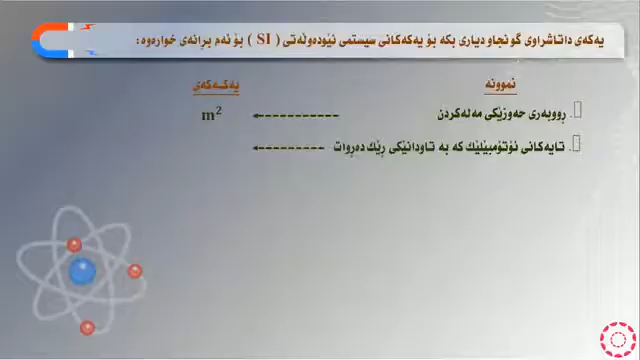 یەکەی داتاشراوی گونجاو دیاری بکە بۆ یەکەکانی سیستمی نێودەوڵەتی ( SI ) بۆ ئەم بڕانەی خوارەوە :
نموونە یەکەکەی
. ڕووبەری حەوزێکی مەلەکردن m²
. تایەکانی ئۆتۆمبێلێک کە بە تاودانێکی ڕێک دەڕوات